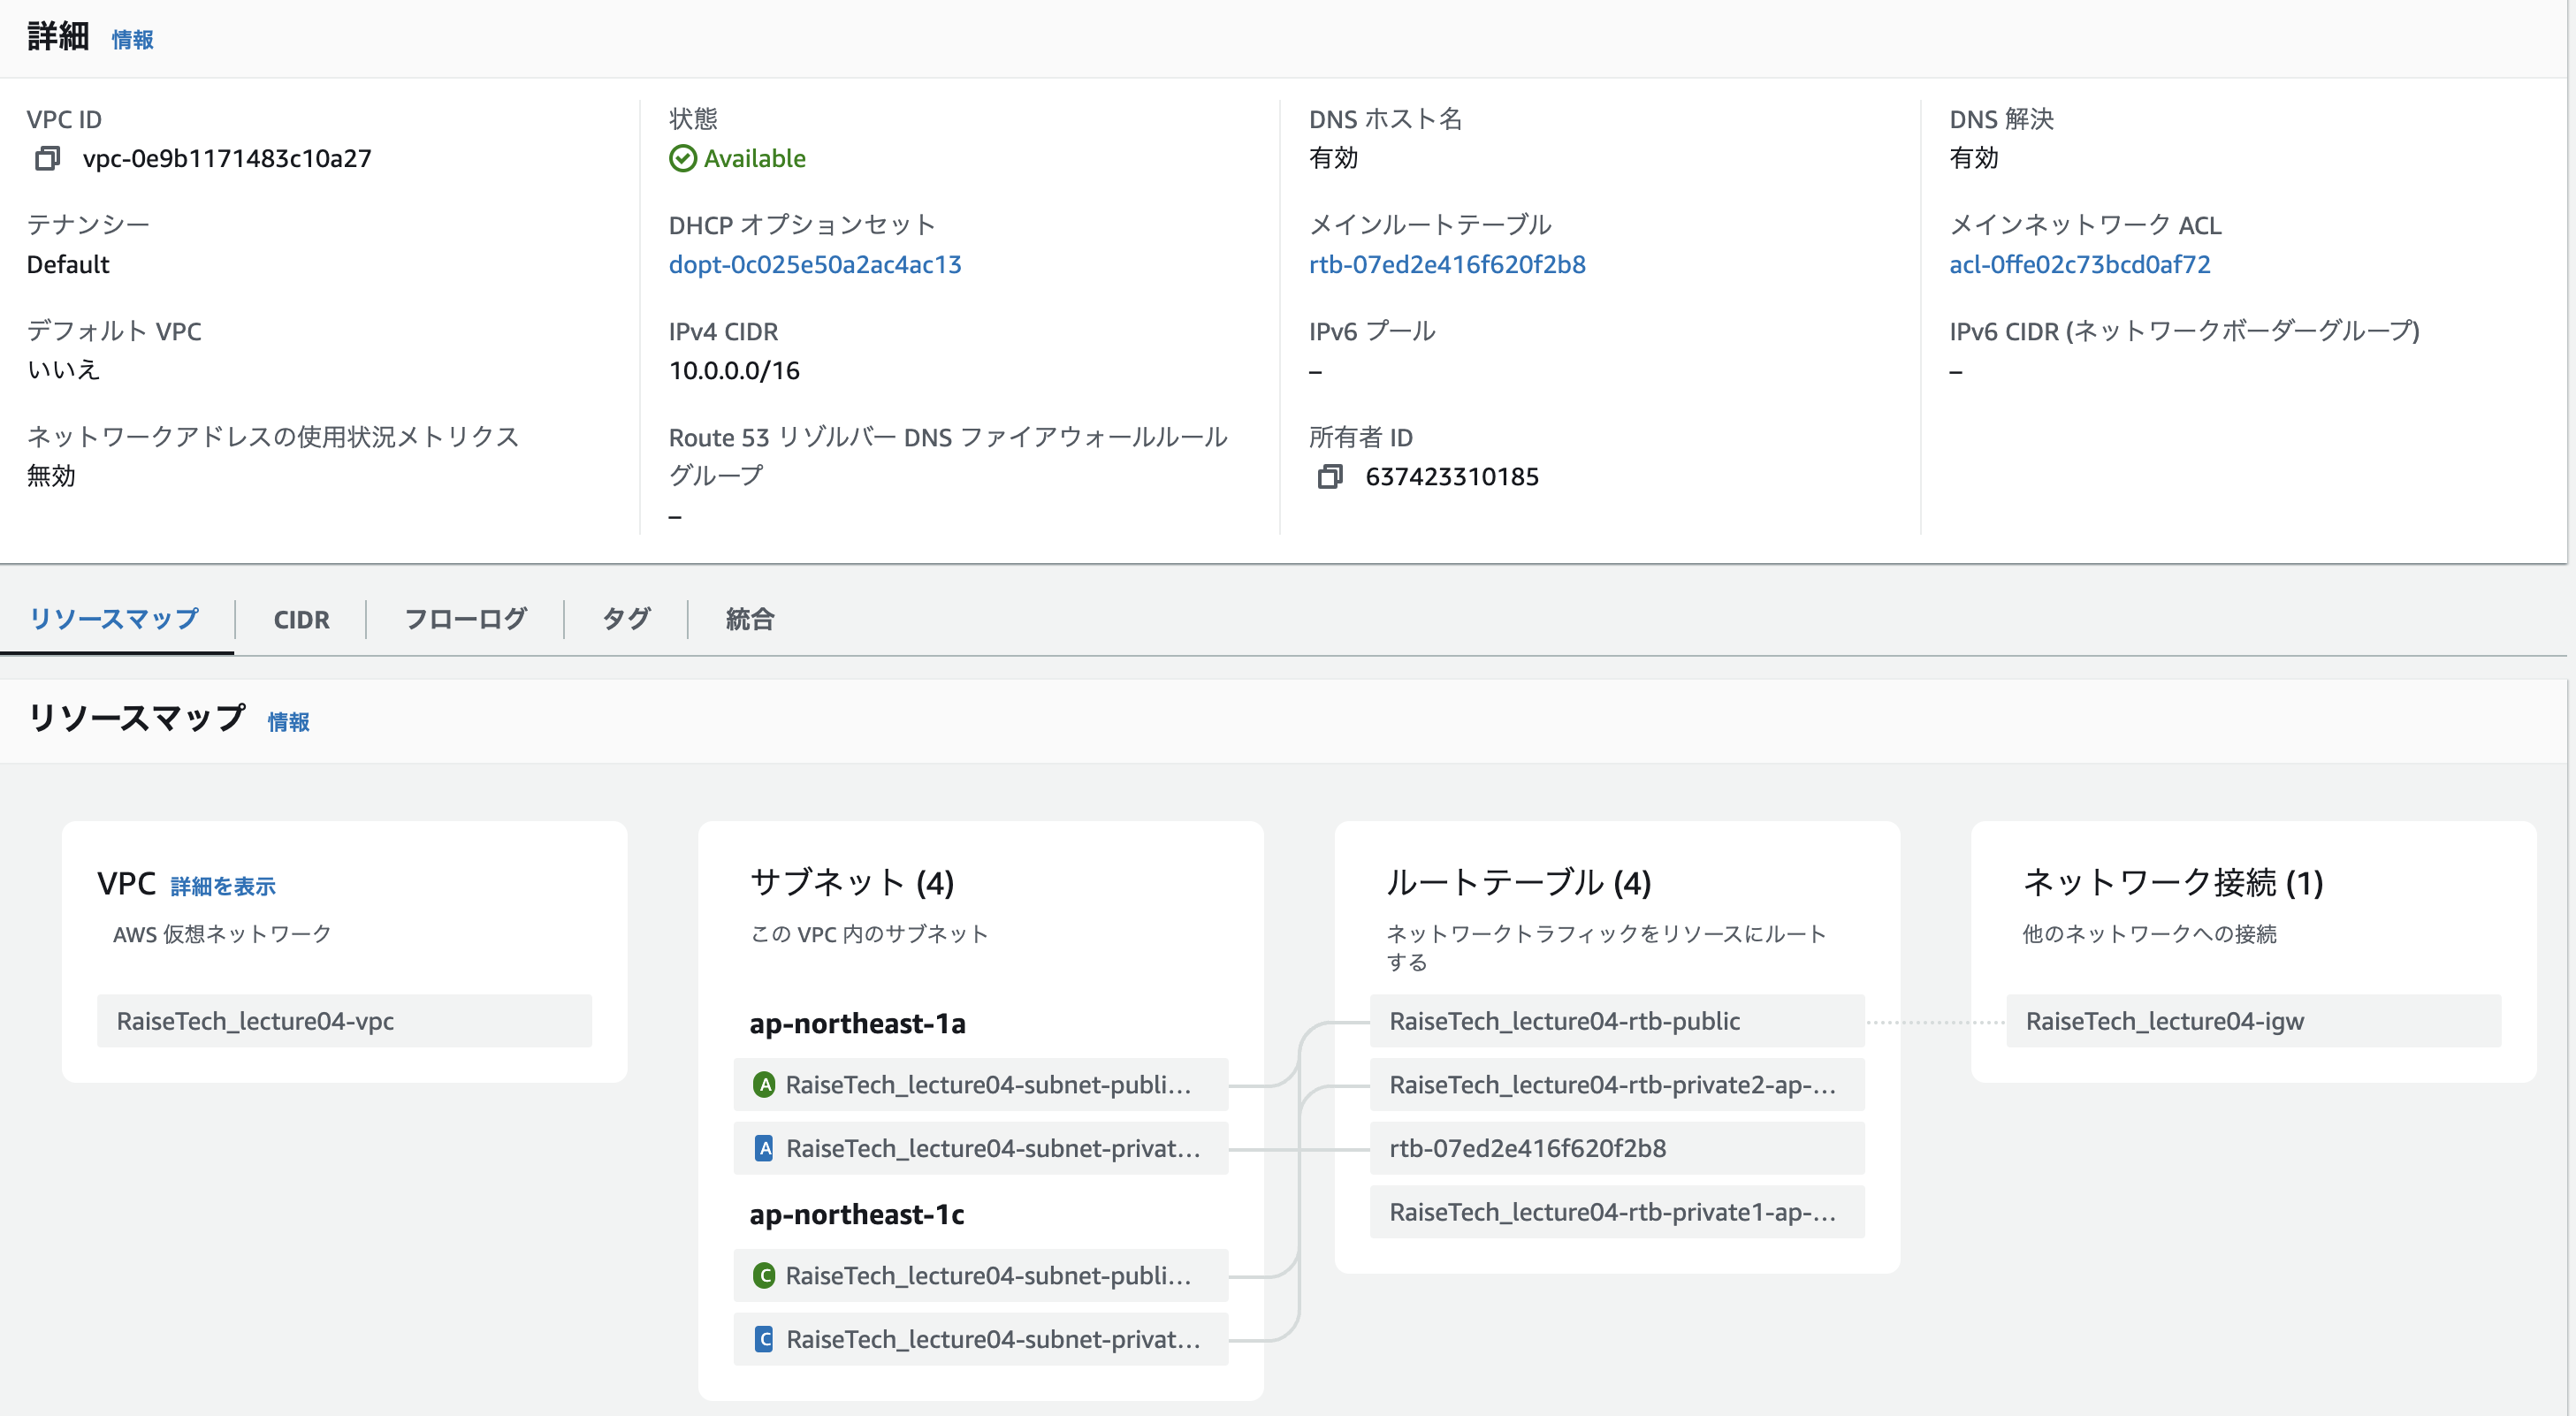 詳細 情報
VPC ID
vpc-0e9b1171483c10a27
状態
Available
DNS ホスト名
有効
DNS 解決
有効
テナンシー
Default
DHCP オプションセット
dopt-0c025e50a2ac4ac13
メインルートテーブル
rtb-07ed2e416f620f2b8
メインネットワーク ACL
acl-0ffe02c73bcd0af72
デフォルト VPC
いいえ
IPv4 CIDR
10.0.0.0/16
IPv6 プール
–
IPv6 CIDR (ネットワークボーダーグループ)
–
ネットワークアドレスの使用状況メトリクス
無効
Route 53 リゾルバー DNS ファイアウォールルール
グループ
–
所有者 ID
637423310185
リソースマップ CIDR フローログ タグ 統合
リソースマップ 情報
VPC 詳細を表示
AWS 仮想ネットワーク
RaiseTech_lecture04-vpc
サブネット (4)
この VPC 内のサブネット
ap-northeast-1a
A RaiseTech_lecture04-subnet-publi...
A RaiseTech_lecture04-subnet-privat...
ap-northeast-1c
C RaiseTech_lecture04-subnet-publi...
C RaiseTech_lecture04-subnet-privat...
ルートテーブル (4)
ネットワークトラフィックをリソースにルート
する
RaiseTech_lecture04-rtb-public
RaiseTech_lecture04-rtb-private2-ap-...
rtb-07ed2e416f620f2b8
RaiseTech_lecture04-rtb-private1-ap-...
ネットワーク接続 (1)
他のネットワークへの接続
RaiseTech_lecture04-igw